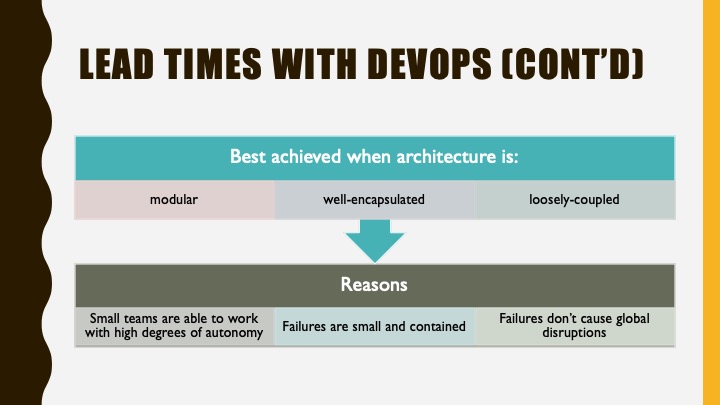 LEAD TIMES WITH DEVOPS (CONT’D)
Best achieved when architecture is:
modular
well-encapsulated
loosely-coupled
Reasons
Small teams are able to work
with high degrees of autonomy
Failures are small and contained
Failures don’t cause global
disruptions